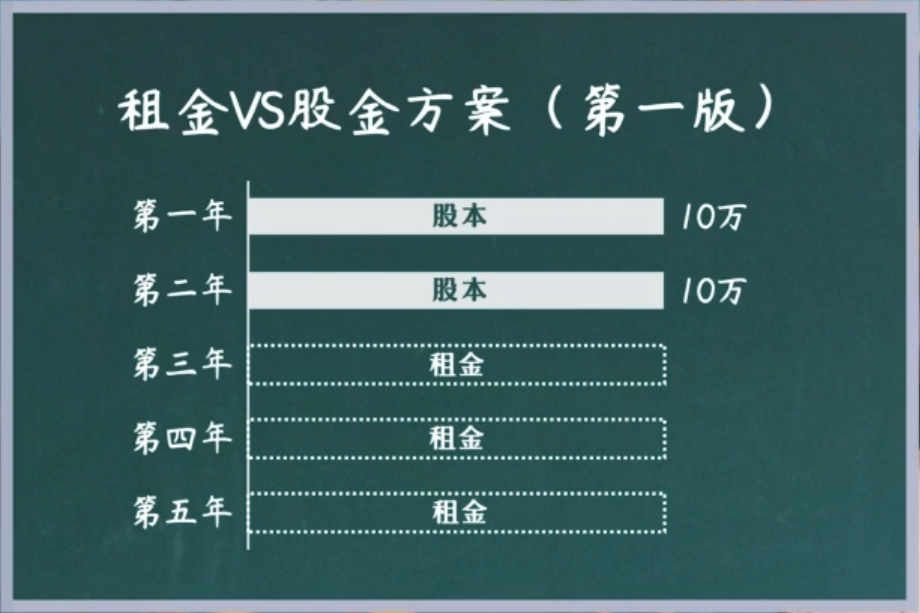 租金VS股金方案（第一版）
第一年 股本 10万
第二年 股本 10万
第三年 租金
第四年 租金
第五年 租金